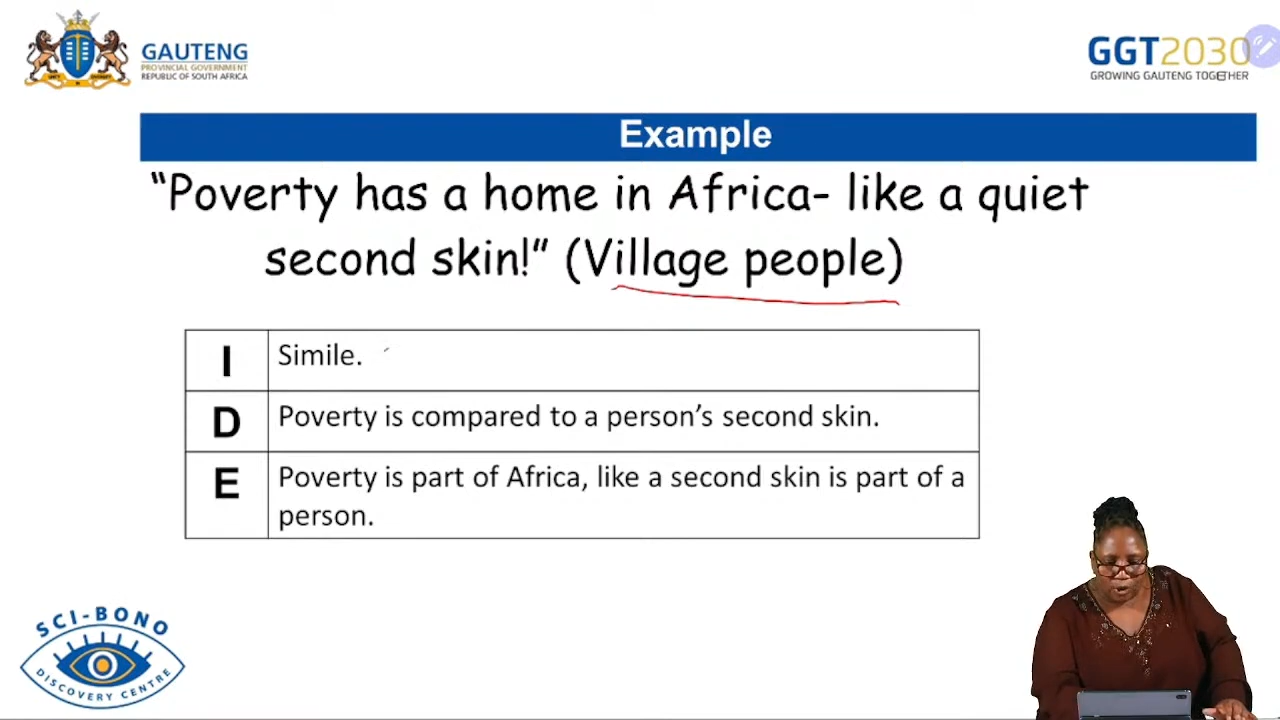 GAUTENG
PROVINCIAL GOVERNMENT
REPUBLIC OF SOUTH AFRICA
GGT2030
GROWING GAUTENG TOGETHER
Example
“Poverty has a home in Africa- like a quiet
second skin!” (Village people)
I Simile.
D Poverty is compared to a person’s second skin.
E Poverty is part of Africa, like a second skin is part of a
person.
SCI-BONO
DISCOVERY CENTRE